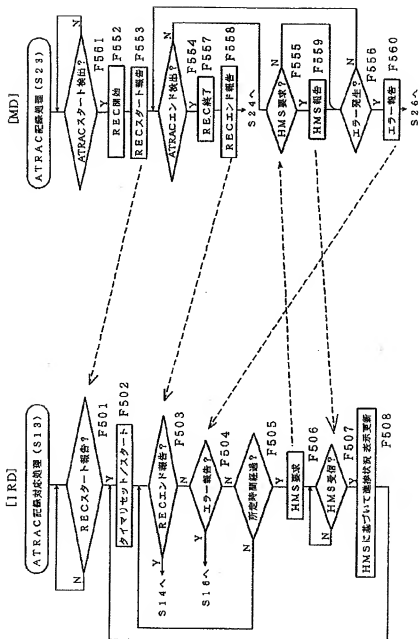 [IRD]
ATRAC記録対応処理(S13)
RECスタート報告?
F501
N
Y
タイマリセット/スタート
F502
RECエンド報告?
F503
Y
S14へ
N
エラー報告?
F504
Y
S16へ
N
所定時間経過?
F505
N
Y
HMS要求
F506
HMS受信?
F507
N
Y
HMSに基づいて進捗状況表示更新
F508
[MD]
ATRAC記録処理(S23)
ATRACスタート検出?
F561
N
Y
REC開始
F552
RECスタート報告
F553
ATRACエンド検出?
F554
N
Y
REC終了
F557
RECエンド報告
F558
S24へ
HMS要求?
F555
N
Y
HMS報告
F559
エラー発生?
F556
N
Y
エラー報告
F560
S26へ